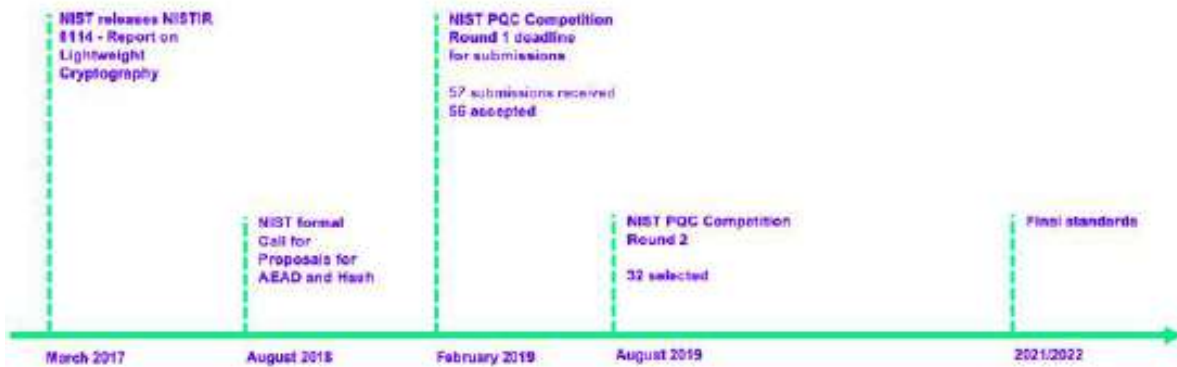 NIST releases NISTIR
8114 - Report on
Lightweight
Cryptography
NIST PQC Competition
Round 1 deadline
for submissions
57 submissions received
56 accepted
NIST formal
Call for
Proposals for
AEAD and Hash
NIST PQC Competition
Round 2
32 selected
Final standards
March 2017
August 2018
February 2019
August 2019
2021/2022